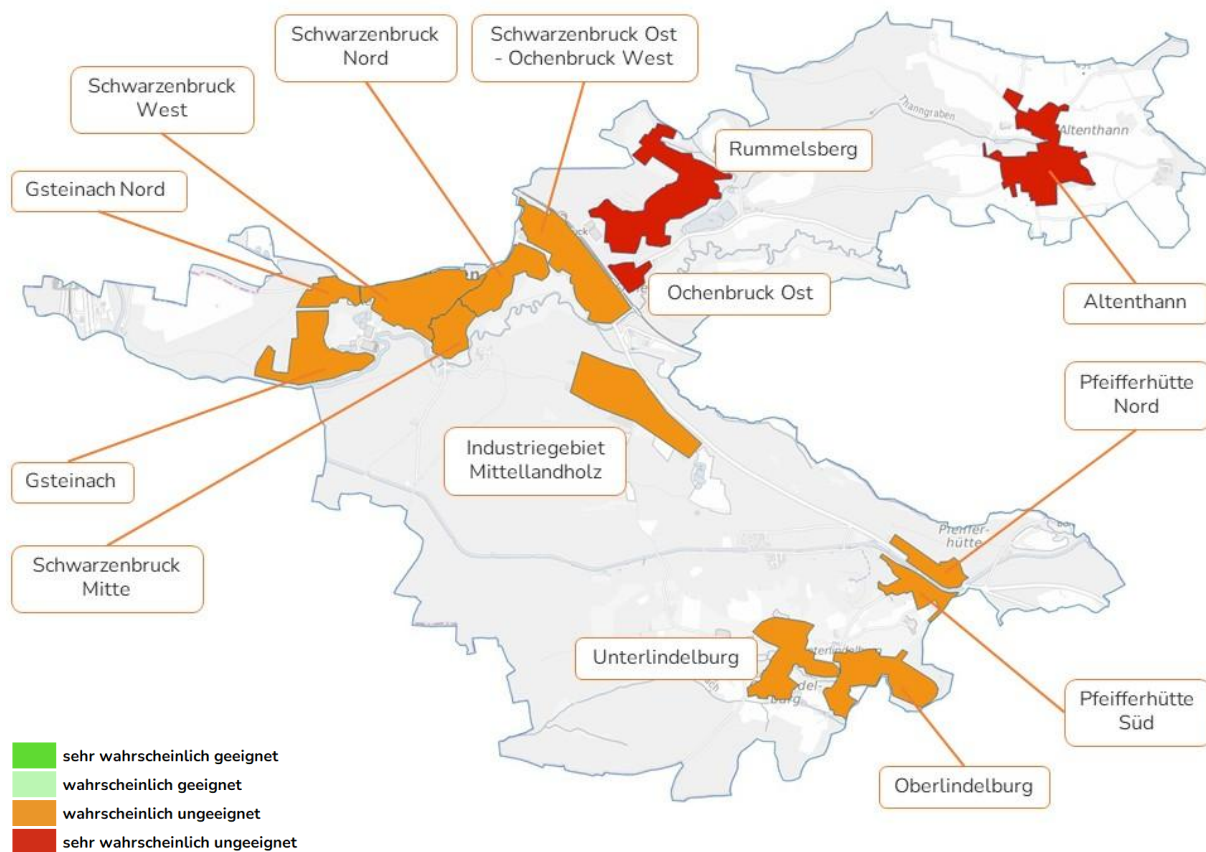 Schwarzenbruck
Nord
Schwarzenbruck Ost
- Ochenbruck West
Schwarzenbruck
West
Thanngraben
Altenthann
Rummelsberg
Gsteinach Nord
Ochenbruck Ost
Altenthann
Pfeifferhütte
Nord
Industriegebiet
Mittellandholz
Gsteinach
Pfeiffer-
hütte
Schwarzenbruck
Mitte
Unterlindelburg
Pfeifferhütte
Süd
Oberlindelburg
sehr wahrscheinlich geeignet
wahrscheinlich geeignet
wahrscheinlich ungeeignet
sehr wahrscheinlich ungeeignet